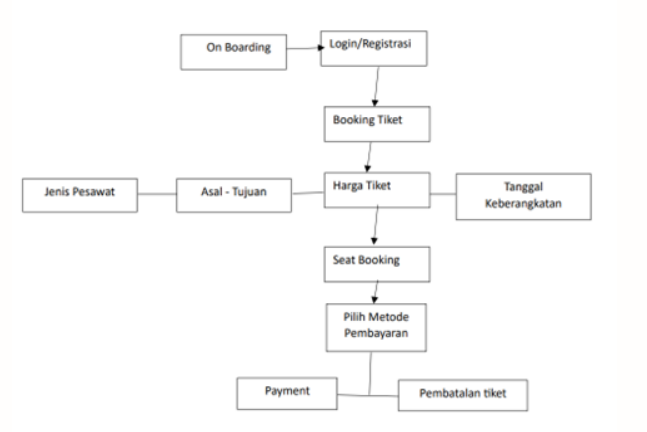 On Boarding
Login/Registrasi
Booking Tiket
Jenis Pesawat
Asal - Tujuan
Harga Tiket
Tanggal
Keberangkatan
Seat Booking
Pilih Metode
Pembayaran
Payment
Pembatalan tiket